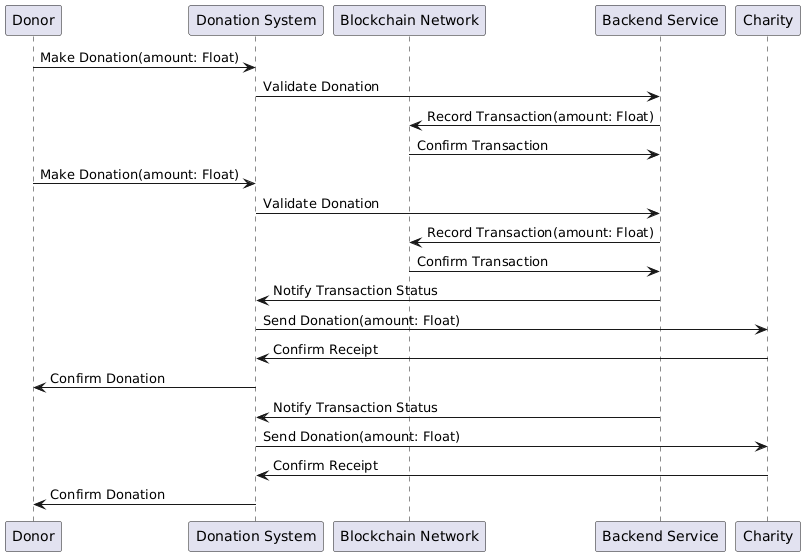 Donor
Donation System
Blockchain Network
Backend Service
Charity
Make Donation(amount: Float)
Validate Donation
Record Transaction(amount: Float)
Confirm Transaction
Make Donation(amount: Float)
Validate Donation
Record Transaction(amount: Float)
Confirm Transaction
Notify Transaction Status
Send Donation(amount: Float)
Confirm Receipt
Confirm Donation
Notify Transaction Status
Send Donation(amount: Float)
Confirm Receipt
Confirm Donation
Donor
Donation System
Blockchain Network
Backend Service
Charity